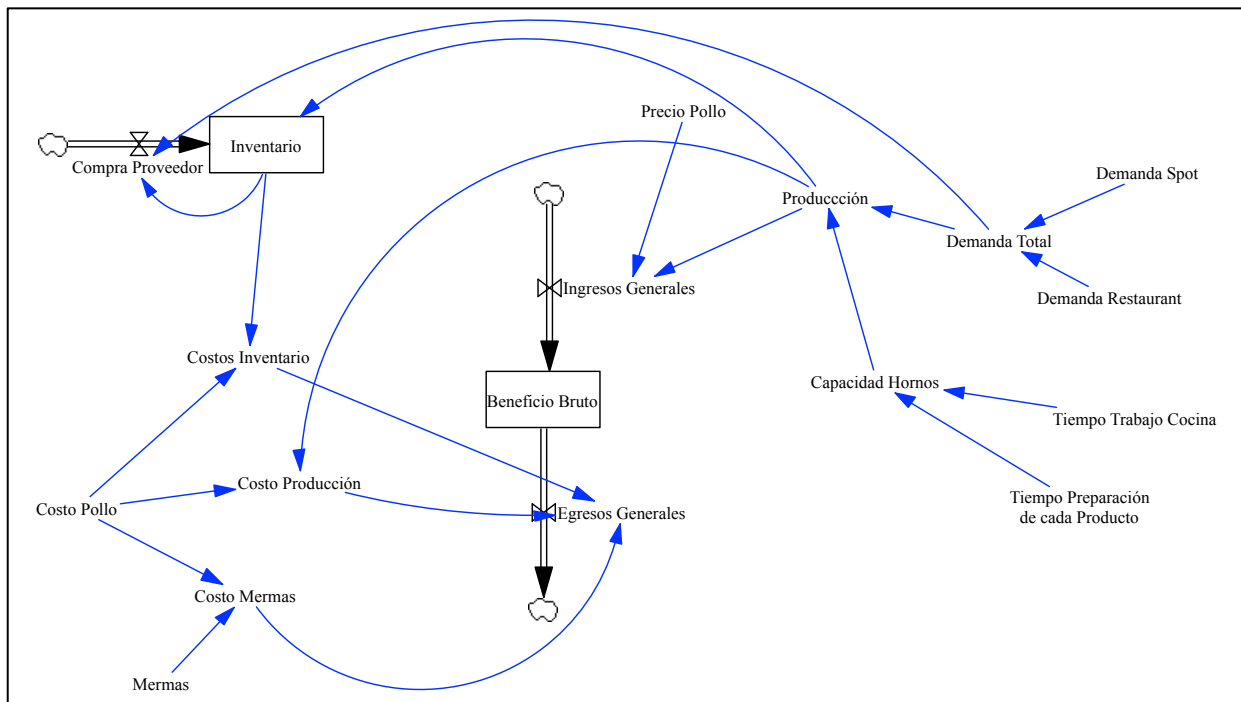 Precio Pollo
Inventario
Compra Proveedor
Demanda Spot
Produccción
Demanda Total
Ingresos Generales
Demanda Restaurant
Costos Inventario
Capacidad Hornos
Beneficio Bruto
Tiempo Trabajo Cocina
Costo Producción
Costo Pollo
Egresos Generales
Tiempo Preparación
de cada Producto
Costo Mermas
Mermas